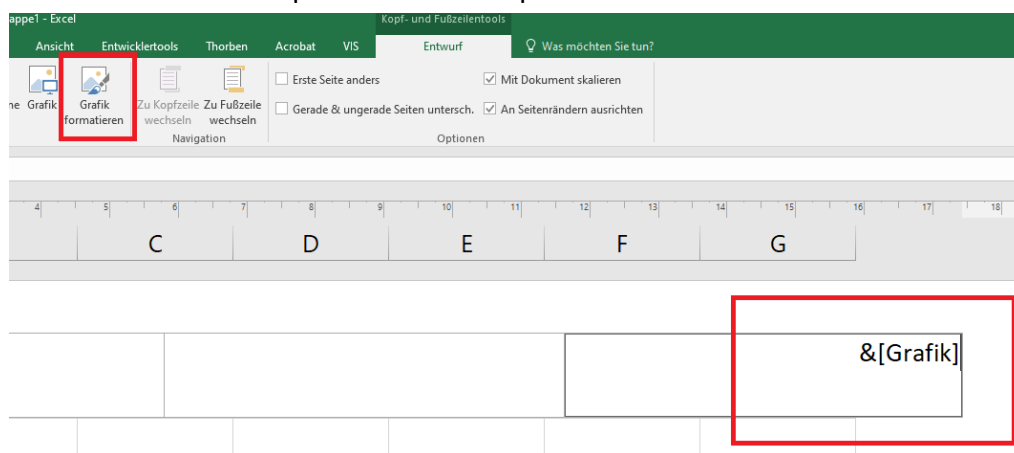 appe1 - Excel
Kopf- und Fußzeilentools
Ansicht Entwicklertools Thorben Acrobat VIS Entwurf Was möchten Sie tun?
ne Grafik
Grafik
formatieren
Zu Kopfzeile
wechseln
Zu Fußzeile
wechseln
Navigation
Erste Seite anders
Gerade & ungerade Seiten untersch.
Mit Dokument skalieren
An Seitenrändern ausrichten
Optionen
4 5 6 7 8 9 10 11 12 13 14 15 16 17 18
C D E F G
&[Grafik]